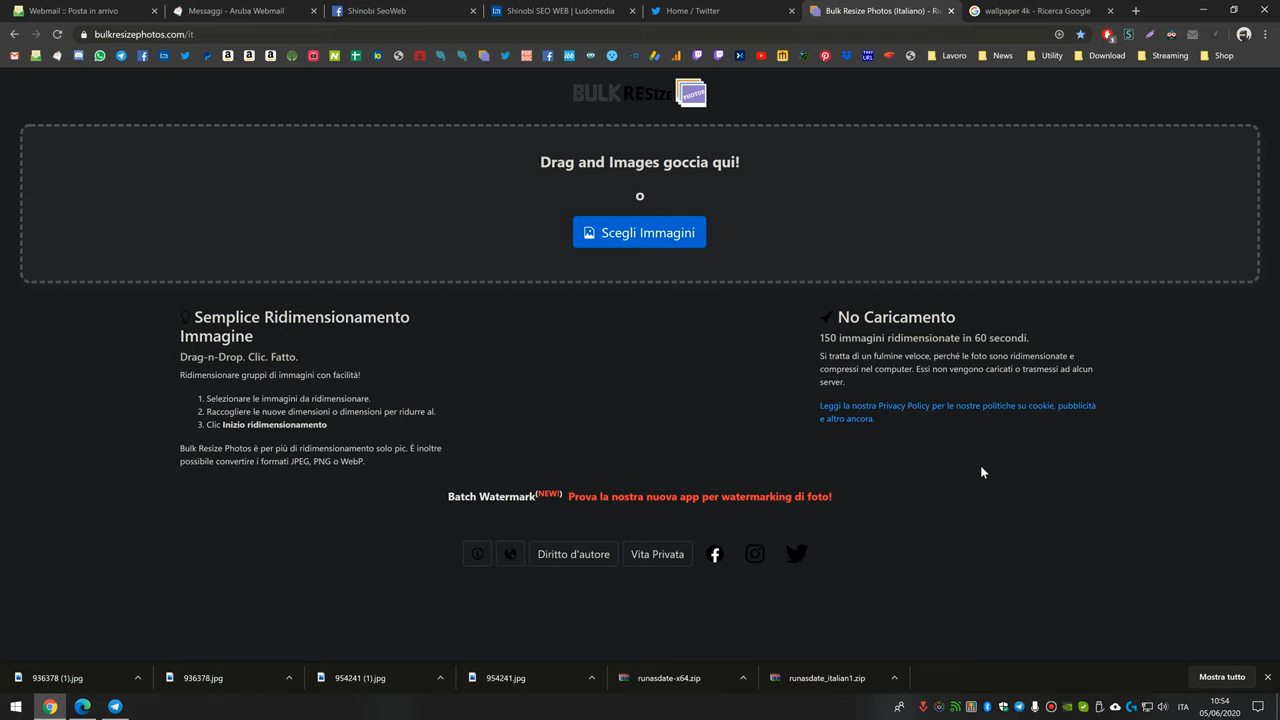 Webmail :: Posta in arrivo
Messaggi - Aruba Webmail
Shinobi SeoWeb
Shinobi SEO WEB | Ludomedia
Home / Twitter
Bulk Resize Photos (Italiano) - Ric
wallpaper 4k - Ricerca Google
bulkresizephotos.com/it
Lavoro
News
Utility
Download
Streaming
Shop
BULK RESIZE PHOTOS
Drag and Images goccia qui!
o
Scegli Immagini
Semplice Ridimensionamento
Immagine
Drag-n-Drop. Clic. Fatto.
Ridimensionare gruppi di immagini con facilità!
1. Selezionare le immagini da ridimensionare.
2. Raccogliere le nuove dimensioni o dimensioni per ridurre al.
3. Clic Inizio ridimensionamento
Bulk Resize Photos è per più di ridimensionamento solo pic. È inoltre
possibile convertire i formati JPEG, PNG o WebP.
No Caricamento
150 immagini ridimensionate in 60 secondi.
Si tratta di un fulmine veloce, perché le foto sono ridimensionate e
compressi nel computer. Essi non vengono caricati o trasmessi ad alcun
server.
Leggi la nostra Privacy Policy per le nostre politiche su cookie, pubblicità
e altro ancora.
Batch Watermark(NEW!) Prova la nostra nuova app per watermarking di foto!
Diritto d'autore
Vita Privata
936378 (1).jpg
936378.jpg
954241 (1).jpg
954241.jpg
runasdate-x64.zip
runasdate_italian1.zip
Mostra tutto
ITA
10:54
05/06/2020